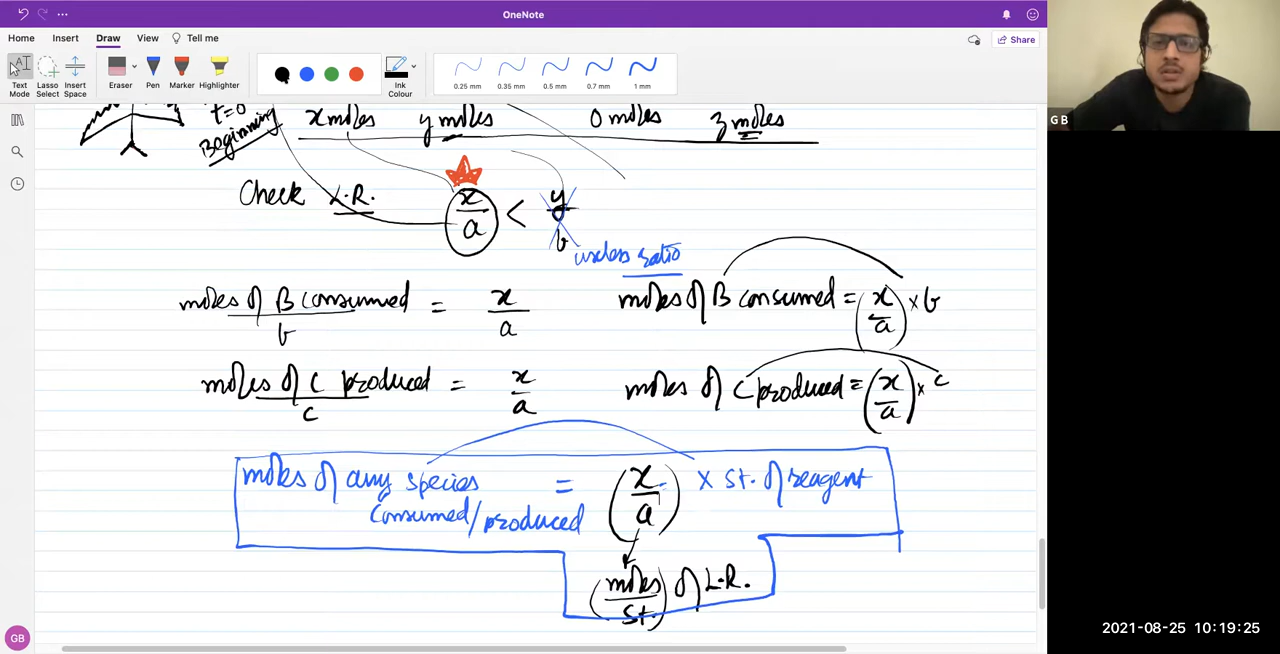 OneNote
Home Insert Draw View Tell me
Share
Text Mode
Lasso Select
Insert Space
Eraser
Pen
Marker
Highlighter
Ink Colour
0.25 mm 0.35 mm 0.5 mm 0.7 mm 1 mm
G B
t=0
Beginning
x moles y moles 0 moles z moles
Check L.R. x/a < y/b
useless ratio
moles of B consumed / b = x/a
moles of B consumed = (x/a) × b
moles of C produced / c = x/a
moles of C produced = (x/a) × c
moles of any species consumed/produced = (x/a) × St. of reagent
(moles/St.) of L.R.
GB
2021-08-25 10:19:25